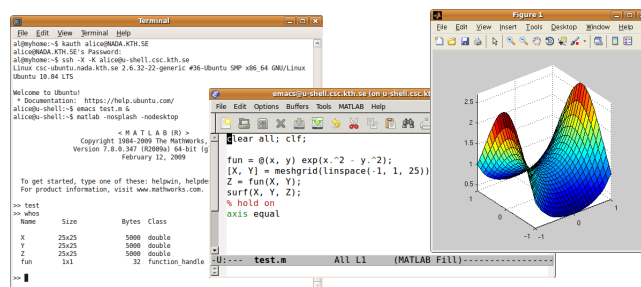 Terminal
File Edit View Terminal Help
al@myhome:~$ kauth alice@NADA.KTH.SE
alice@NADA.KTH.SE's Password:
al@myhome:~$ ssh -X -K alice@u-shell.csc.kth.se
Linux csc-ubuntu.nada.kth.se 2.6.32-22-generic #36-Ubuntu SMP x86_64 GNU/Linux
Ubuntu 10.04 LTS
Welcome to Ubuntu!
* Documentation: https://help.ubuntu.com/
alice@u-shell:~$ emacs test.m &
alice@u-shell:~$ matlab -nosplash -nodesktop
< M A T L A B (R) >
Copyright 1984-2009 The MathWorks,
Version 7.8.0.347 (R2009a) 64-bit (g
February 12, 2009
To get started, type one of these: helpwin, helpdes
For product information, visit www.mathworks.com.
>> test
>> whos
Name Size Bytes Class
X 25x25 5000 double
Y 25x25 5000 double
Z 25x25 5000 double
fun 1x1 32 function_handle
>>
emacs@u-shell.csc.kth.se (on u-shell.csc.kt
File Edit Options Buffers Tools MATLAB Help
clear all; clf;
fun = @(x, y) exp(x.^2 - y.^2);
[X, Y] = meshgrid(linspace(-1, 1, 25))
Z = fun(X, Y);
surf(X, Y, Z);
% hold on
axis equal
-U:--- test.m All L1 (MATLAB Fill)
Figure 1
File Edit View Insert Tools Desktop Window Help
2.5
2
1.5
1
0.5
1
0
-1
-1
0
1